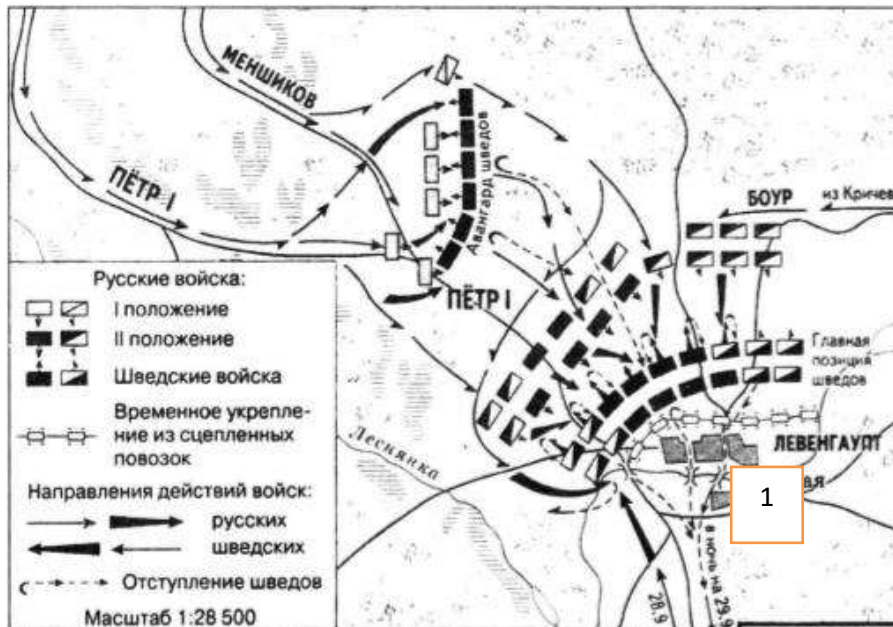 МЕНШИКОВ
ПЁТР I
Авангард шведов
БОУР
из Кричев
ПЁТР I
Главная
позиция
шведов
ЛЕВЕНГАУПТ
1
ая
Леснянка
28.9
в ночь на 29.9
Русские войска:
I положение
II положение
Шведские войска
Временное укрепле-
ние из сцепленных
повозок
Направления действий войск:
русских
шведских
Отступление шведов
Масштаб 1:28 500